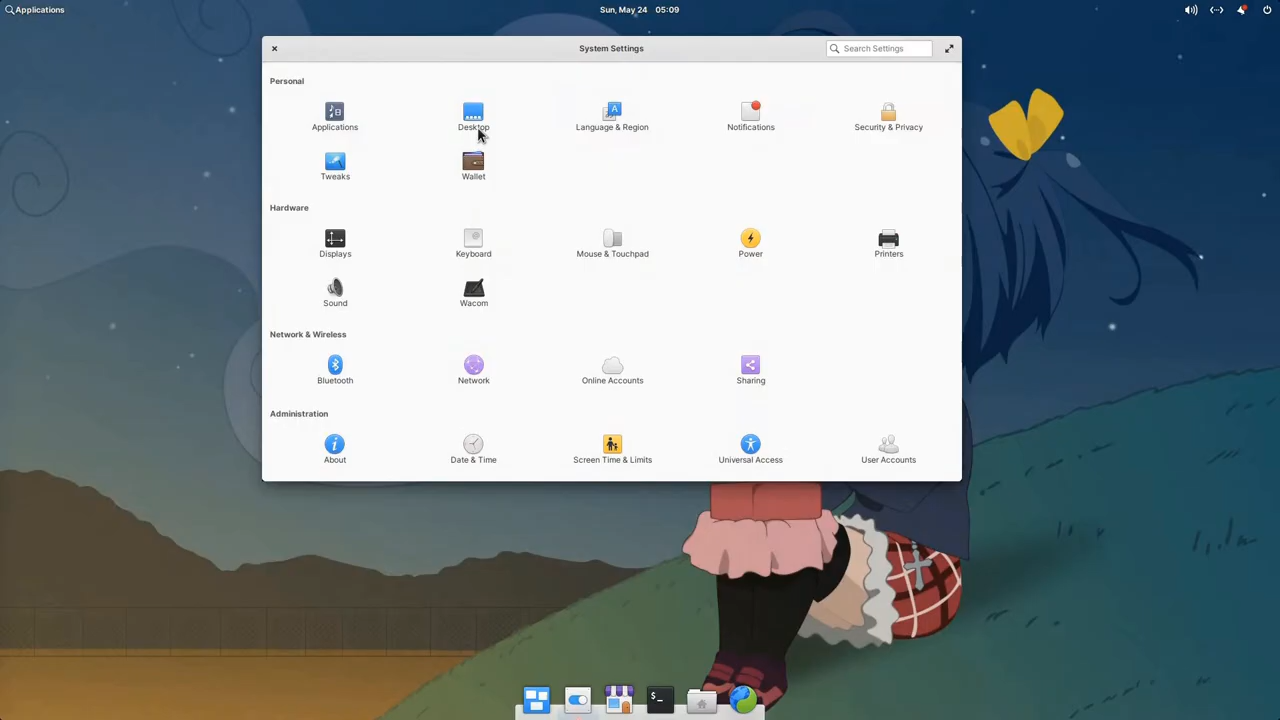 Applications
Sun, May 24 05:09
System Settings
Search Settings
Personal
Applications
Desktop
Language & Region
Notifications
Security & Privacy
Tweaks
Wallet
Hardware
Displays
Keyboard
Mouse & Touchpad
Power
Printers
Sound
Wacom
Network & Wireless
Bluetooth
Network
Online Accounts
Sharing
Administration
About
Date & Time
Screen Time & Limits
Universal Access
User Accounts